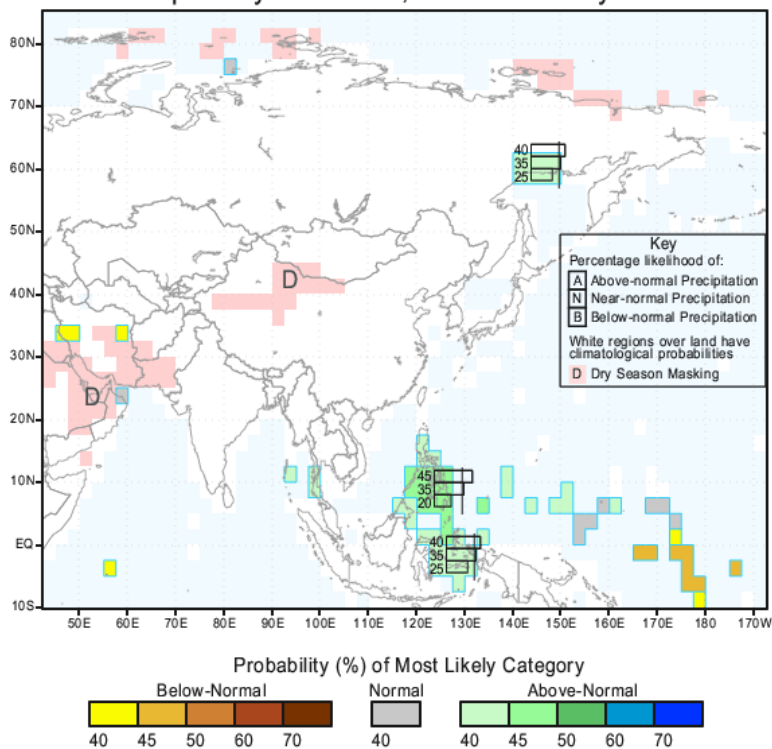 80N
70N
60N
50N
40N
30N
20N
10N
EQ
10S
50E 60E 70E 80E 90E 100E 110E 120E 130E 140E 150E 160E 170E 180 170W
40
35
25
D
D
45
35
20
40
35
25
Key
Percentage likelihood of:
A Above-normal Precipitation
N Near-normal Precipitation
B Below-normal Precipitation
White regions over land have
climatological probabilities
D Dry Season Masking
Probability (%) of Most Likely Category
Below-Normal Normal Above-Normal
40 45 50 60 70 40 40 45 50 60 70